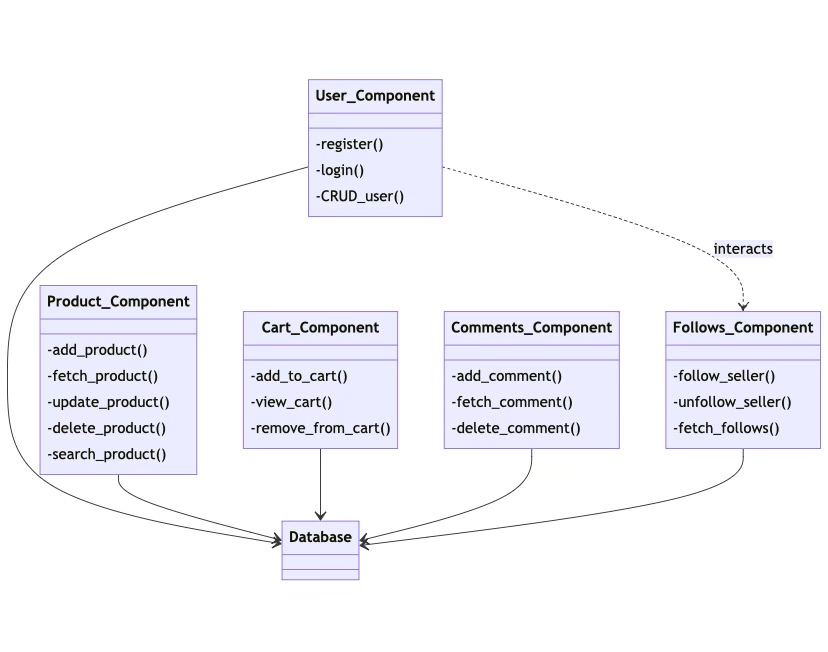 User_Component
-register()
-login()
-CRUD_user()
interacts
Product_Component
-add_product()
-fetch_product()
-update_product()
-delete_product()
-search_product()
Cart_Component
-add_to_cart()
-view_cart()
-remove_from_cart()
Comments_Component
-add_comment()
-fetch_comment()
-delete_comment()
Follows_Component
-follow_seller()
-unfollow_seller()
-fetch_follows()
Database